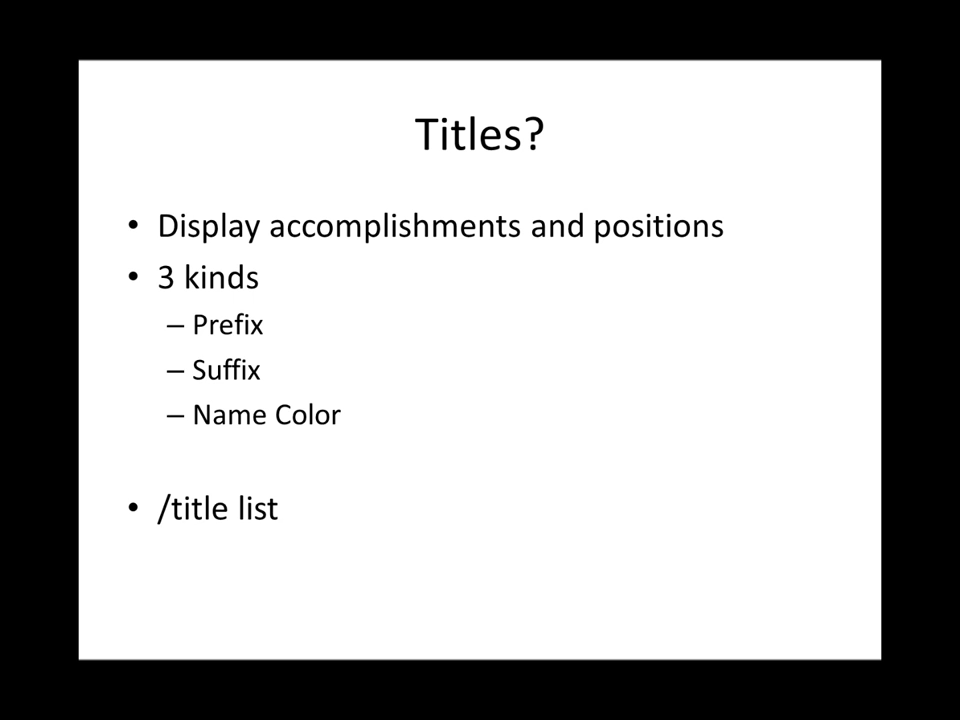 Titles?
• Display accomplishments and positions
• 3 kinds
– Prefix
– Suffix
– Name Color
• /title list